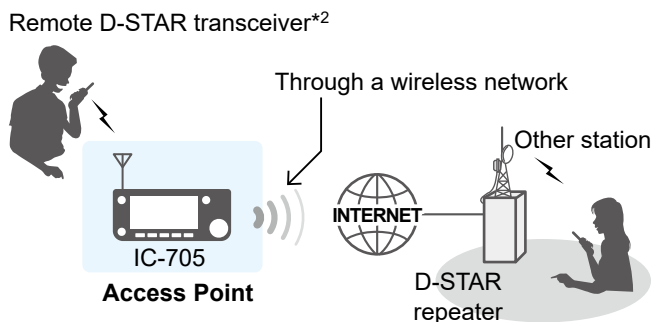 Remote D-STAR transceiver*2
Through a wireless network
Other station
INTERNET
IC-705
Access Point
D-STAR
repeater